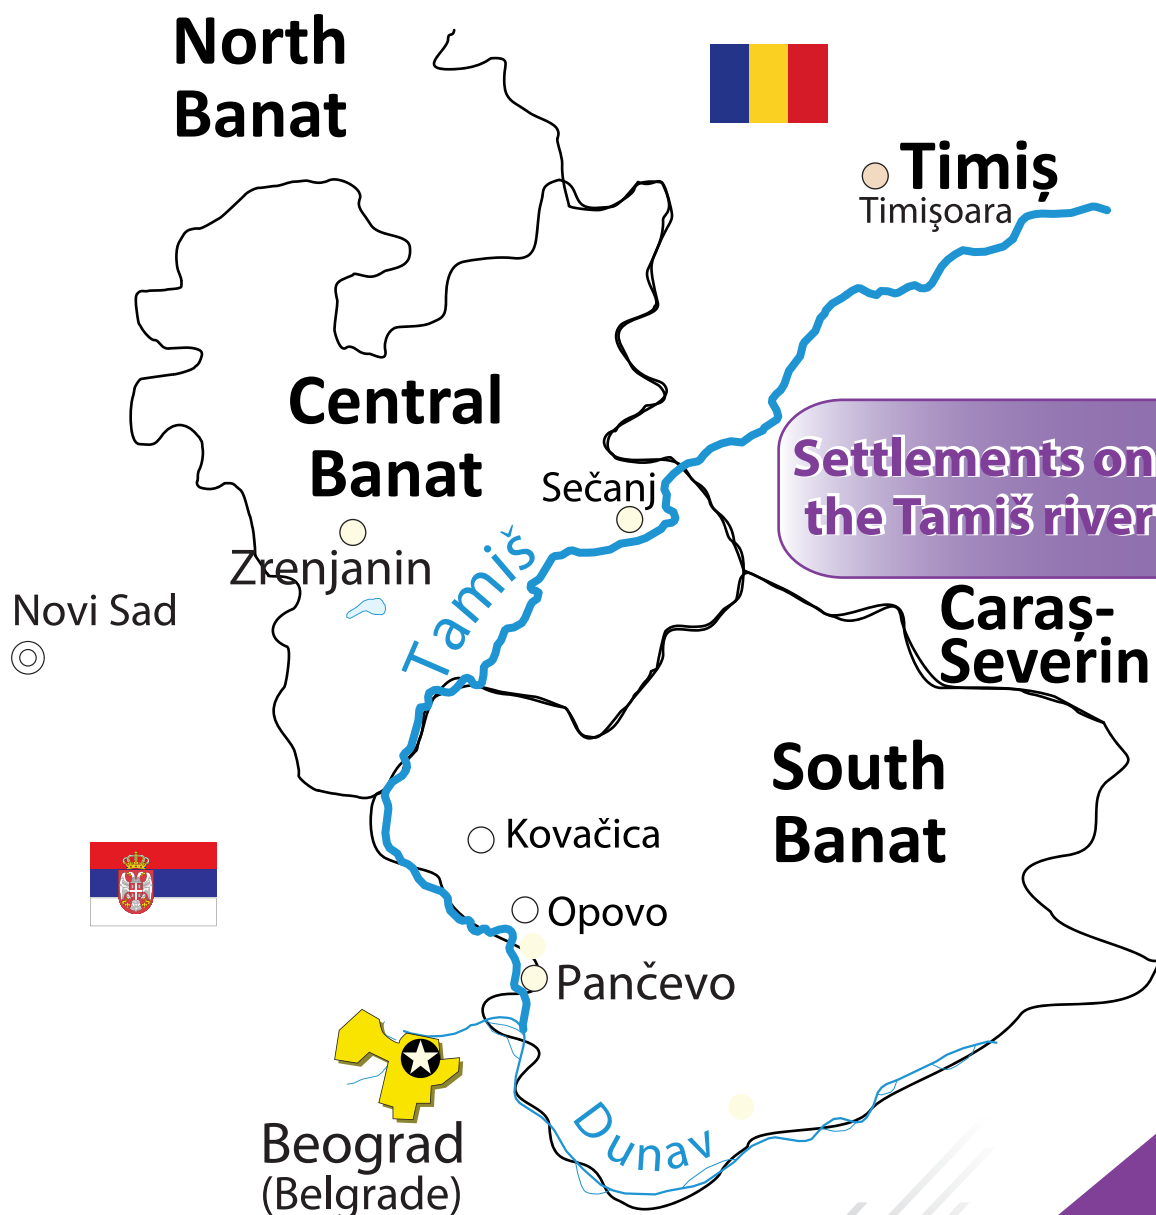 North
Banat
Timiș
Timişoara
Central
Banat
Sečanj
Settlements on
the Tamiš river
Zrenjanin
Tamiš
Novi Sad
Caraș-
Severin
South
Banat
Kovačica
Opovo
Pančevo
Beograd
(Belgrade)
Dunav